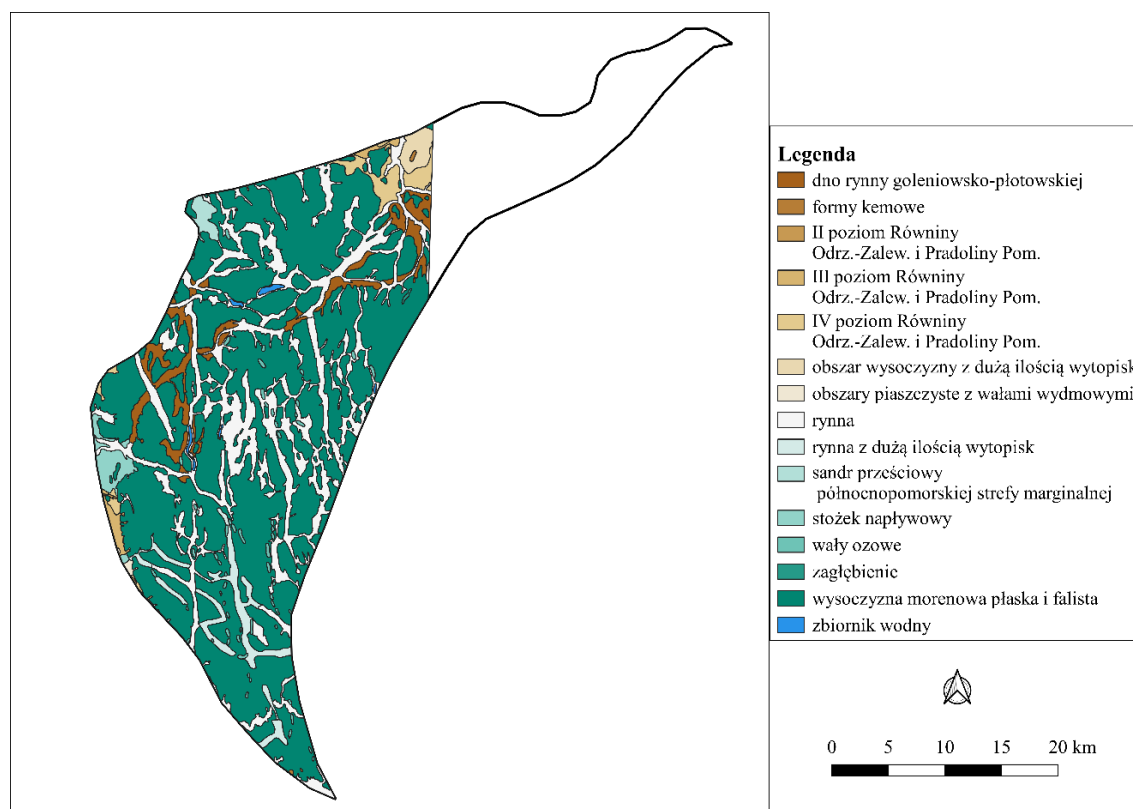 Legenda
dno rynny goleniowsko-płotowskiej
formy kemowe
II poziom Równiny
Odrz.-Zalew. i Pradoliny Pom.
III poziom Równiny
Odrz.-Zalew. i Pradoliny Pom.
IV poziom Równiny
Odrz.-Zalew. i Pradoliny Pom.
obszar wysoczyzny z dużą ilością wytopisk
obszary piaszczyste z wałami wydmowymi
rynna
rynna z dużą ilością wytopisk
sandr prześciowy
północnopomorskiej strefy marginalnej
stożek napływowy
wały ozowe
zagłębienie
wysoczyzna morenowa płaska i falista
zbiornik wodny
0 5 10 15 20 km